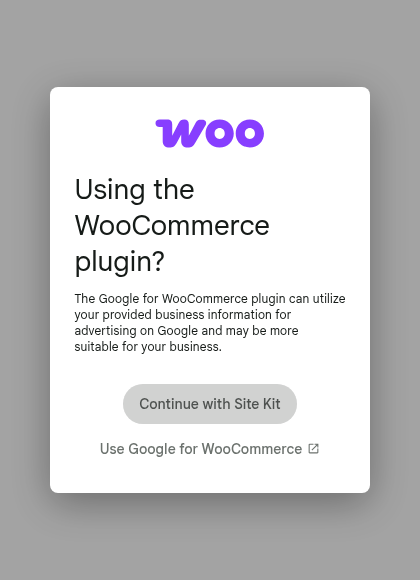 woo
Using the
WooCommerce
plugin?
The Google for WooCommerce plugin can utilize
your provided business information for
advertising on Google and may be more
suitable for your business.
Continue with Site Kit
Use Google for WooCommerce